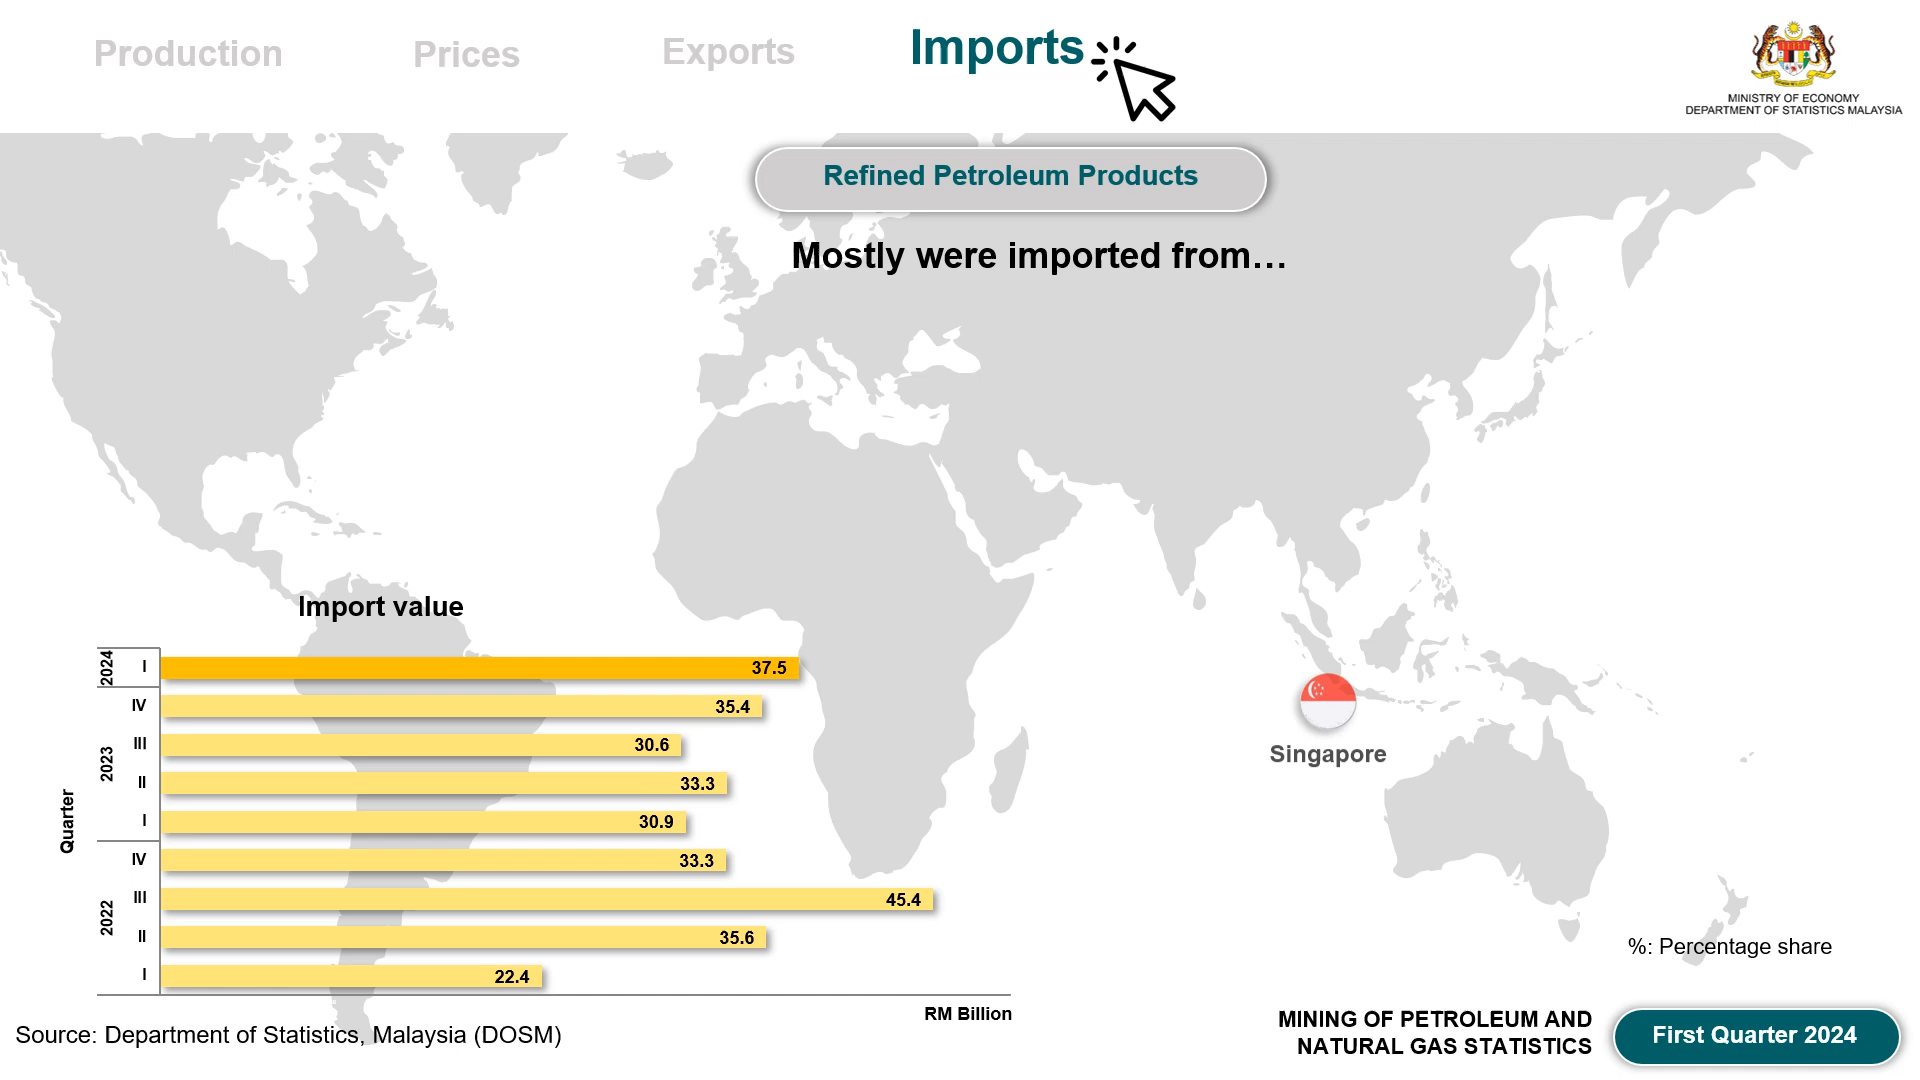 Production
Prices
Exports
Imports
MINISTRY OF ECONOMY
DEPARTMENT OF STATISTICS MALAYSIA
Refined Petroleum Products
Mostly were imported from…
Import value
2024
I
37.5
2023
IV
35.4
III
30.6
II
33.3
I
30.9
Quarter
2022
IV
33.3
III
45.4
II
35.6
I
22.4
RM Billion
Singapore
%: Percentage share
Source: Department of Statistics, Malaysia (DOSM)
MINING OF PETROLEUM AND
NATURAL GAS STATISTICS
First Quarter 2024